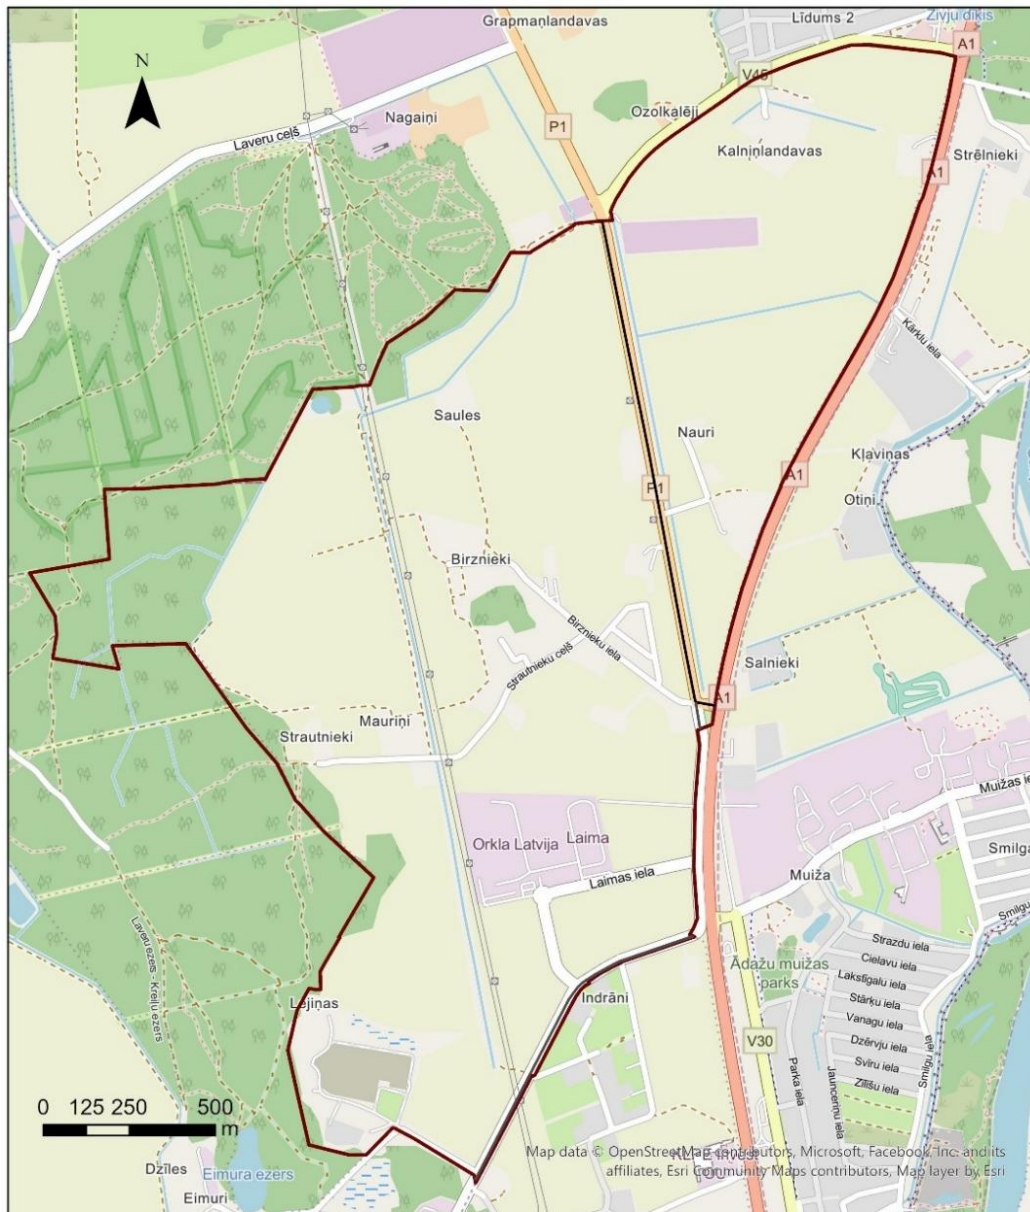 Grapmaņlandavas
Līdums 2
Zivju dīķis
A1
N
V46
P1
Nagaiņi
Ozolkalēji
Laveru ceļš
Kalniņlandavas
Strēlnieki
A1
Kārklu iela
Saules
Nauri
Kļaviņas
A1
P1
Otiņi
Birznieki
Birznieku iela
Strautnieku ceļš
Salnieki
A1
Mauriņi
Strautnieki
Muižas ie
Orkla Latvija
Laima
Smilga
Laimas iela
Muiža
Smilgu
Strazdu iela
Cielavu iela
Ādažu muižas
parks
Lakstīgalu iela
Laveru ezers - Kreiļu ezers
Stārķu iela
Indrāni
Lejiņas
Vanagu iela
V30
Dzērvju iela
Svīru iela
Zīlīšu iela
Smilgu iela
Parka iela
Jaunceriņu iela
0 125 250 500
m
Dzīles
Eimura ezers
Eimuri
Map data © OpenStreetMap contributors, Microsoft, Facebook, Inc. and its
affiliates, Esri Community Maps contributors, Map layer by Esri